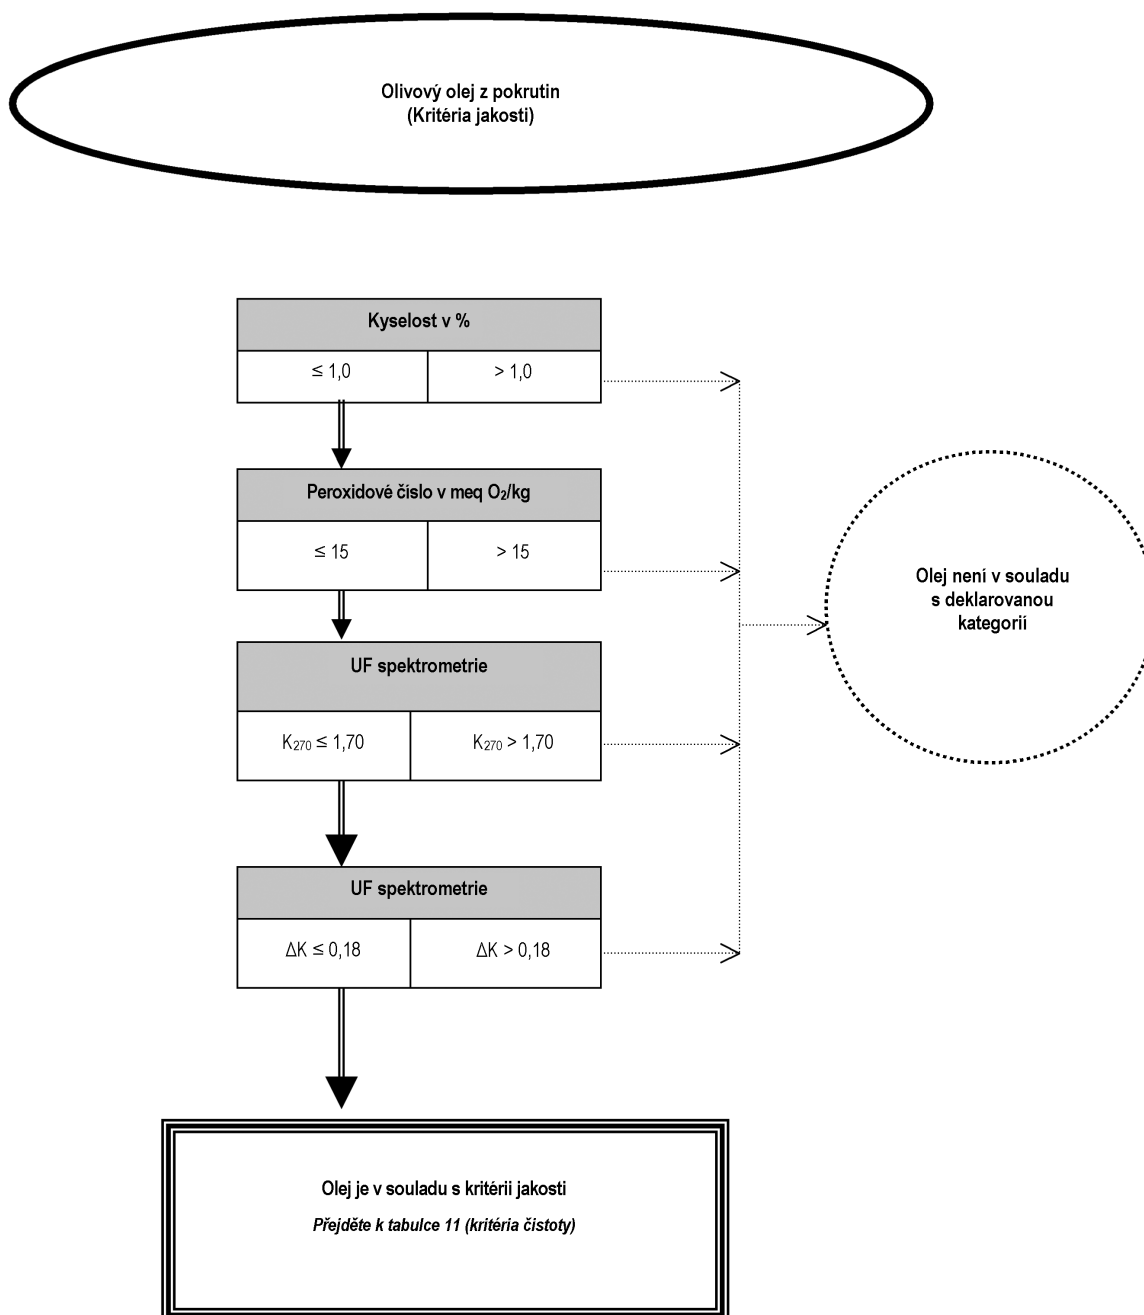 Olivový olej z pokrutin
(Kritéria jakosti)
Kyselost v %
≤ 1,0
> 1,0
Peroxidové číslo v meq O₂/kg
≤ 15
> 15
UF spektrometrie
K₂₇₀ ≤ 1,70
K₂₇₀ > 1,70
UF spektrometrie
ΔK ≤ 0,18
ΔK > 0,18
Olej není v souladu
s deklarovanou
kategorií
Olej je v souladu s kritérii jakosti
Přejděte k tabulce 11 (kritéria čistoty)